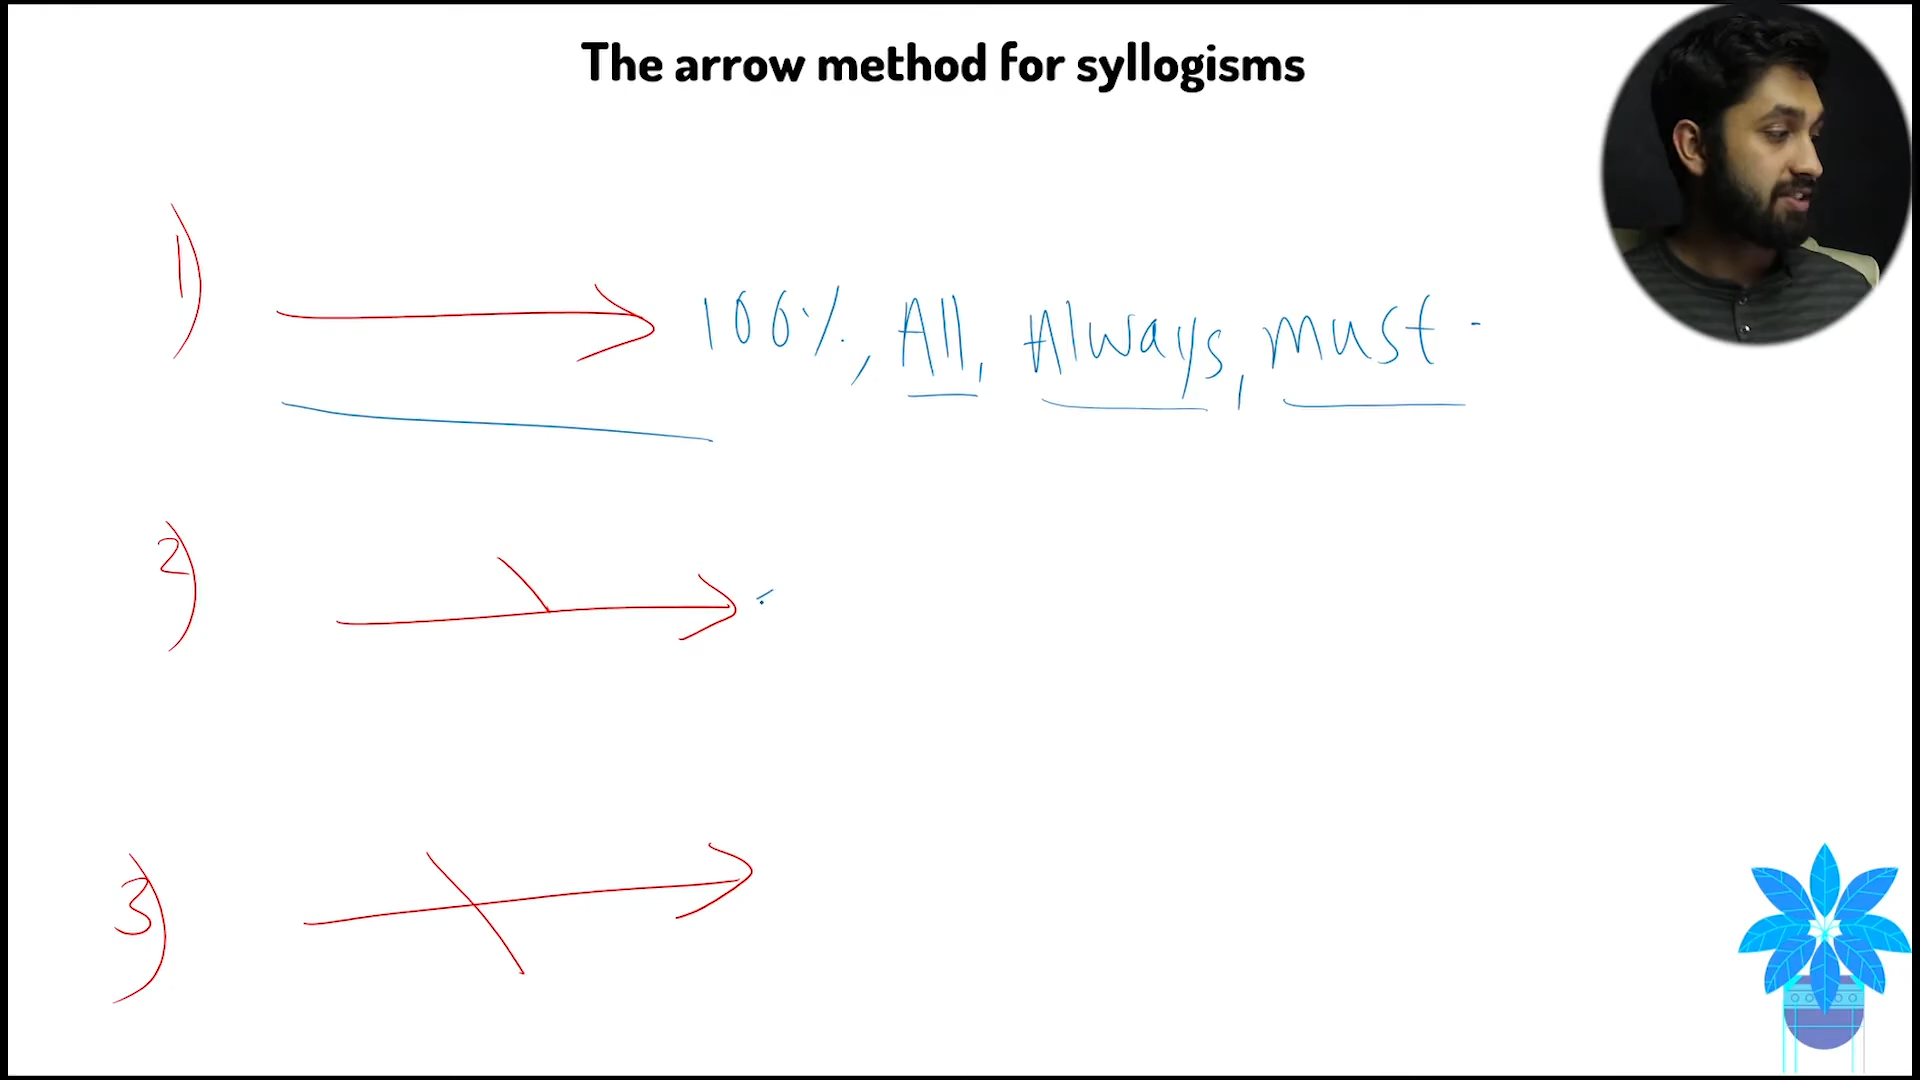 The arrow method for syllogisms
1) 100%, All, Always, must
2)
3)